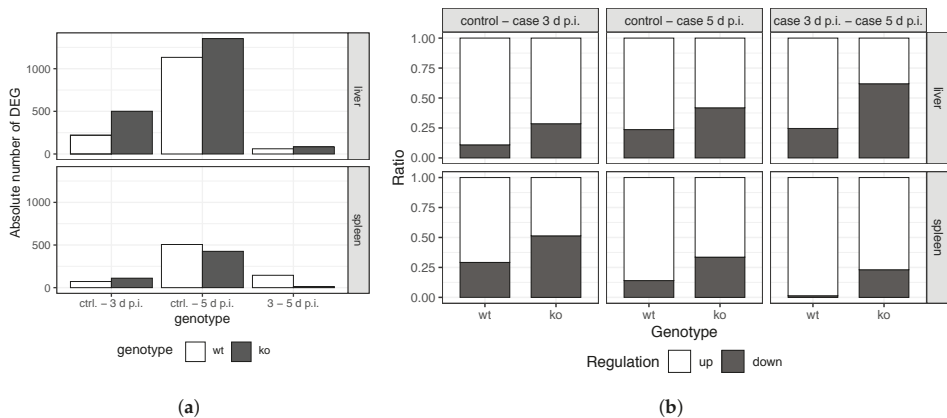 Absolute number of DEG
1000
500
0
liver
1000
500
0
spleen
ctrl. – 3 d p.i. ctrl. – 5 d p.i. 3 – 5 d p.i.
genotype
genotype wt ko
(a)
control – case 3 d p.i. control – case 5 d p.i. case 3 d p.i. – case 5 d p.i.
Ratio
1.00
0.75
0.50
0.25
0.00
liver
1.00
0.75
0.50
0.25
0.00
spleen
wt ko wt ko wt ko
Genotype
Regulation up down
(b)